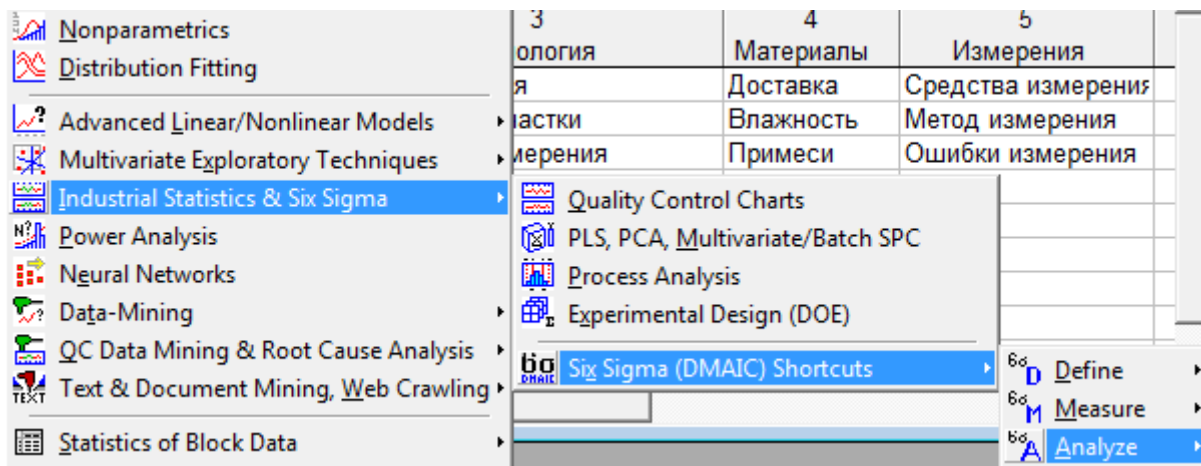 Nonparametrics
Distribution Fitting
Advanced Linear/Nonlinear Models
Multivariate Exploratory Techniques
Industrial Statistics & Six Sigma
Power Analysis
Neural Networks
Data-Mining
QC Data Mining & Root Cause Analysis
Text & Document Mining, Web Crawling
Statistics of Block Data
3 4 5
ология Материалы Измерения
я Доставка Средства измерения
частки Влажность Метод измерения
мерения Примеси Ошибки измерения
Quality Control Charts
PLS, PCA, Multivariate/Batch SPC
Process Analysis
Experimental Design (DOE)
Six Sigma (DMAIC) Shortcuts
Define
Measure
Analyze